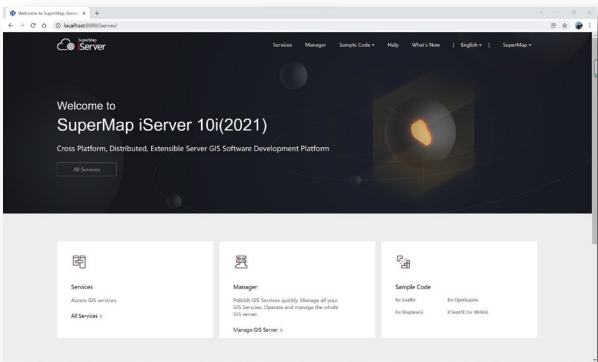 Welcome to SuperMap iServer
localhost:8090/iserver/
SuperMap
iServer
Services Manager Sample Code Help What's New | English | SuperMap
Welcome to
SuperMap iServer 10i(2021)
Cross Platform, Distributed, Extensible Server GIS Software Development Platform
All Services
Services
Access GIS services.
All Services >
Manager
Publish GIS Services quickly. Manage all your
GIS Servcies. Operate and manage the whole
GIS server.
Manage GIS Server >
Sample Code
for Leaflet for OpenLayers
for MapboxGL iClient3D for WebGL